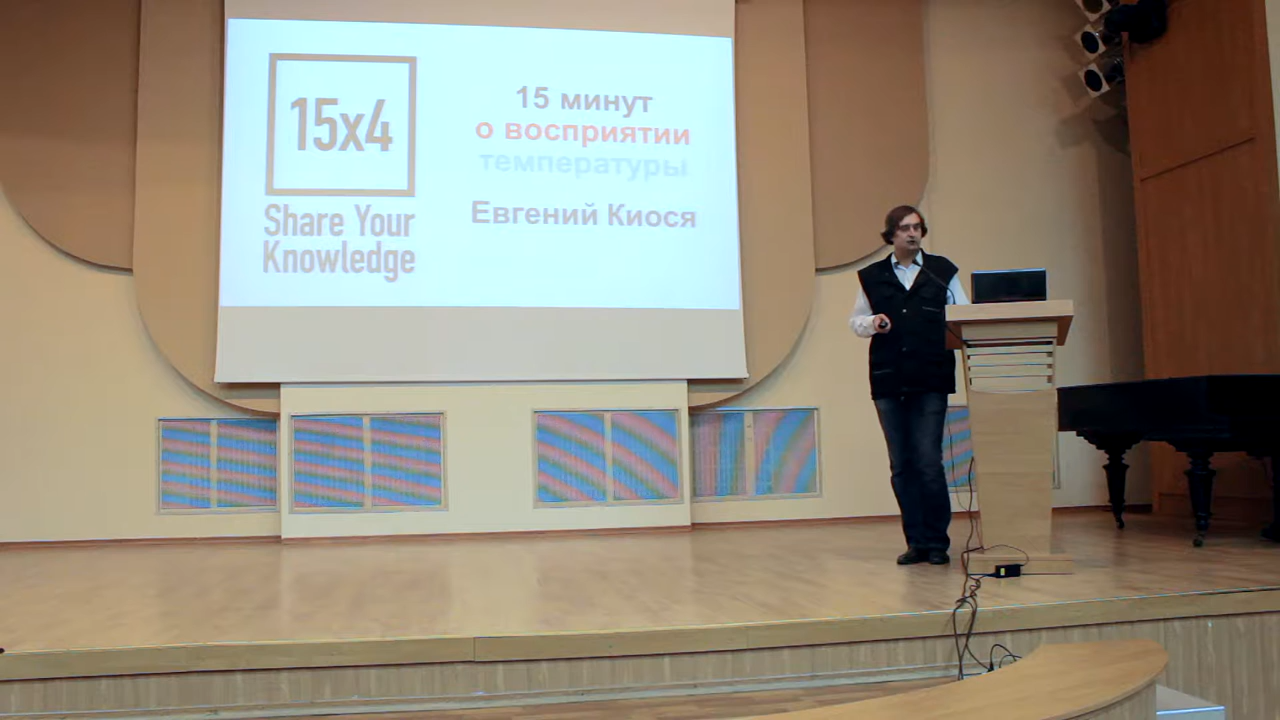 15x4
Share Your
Knowledge
15 минут
о восприятии
температуры
Евгений Киося